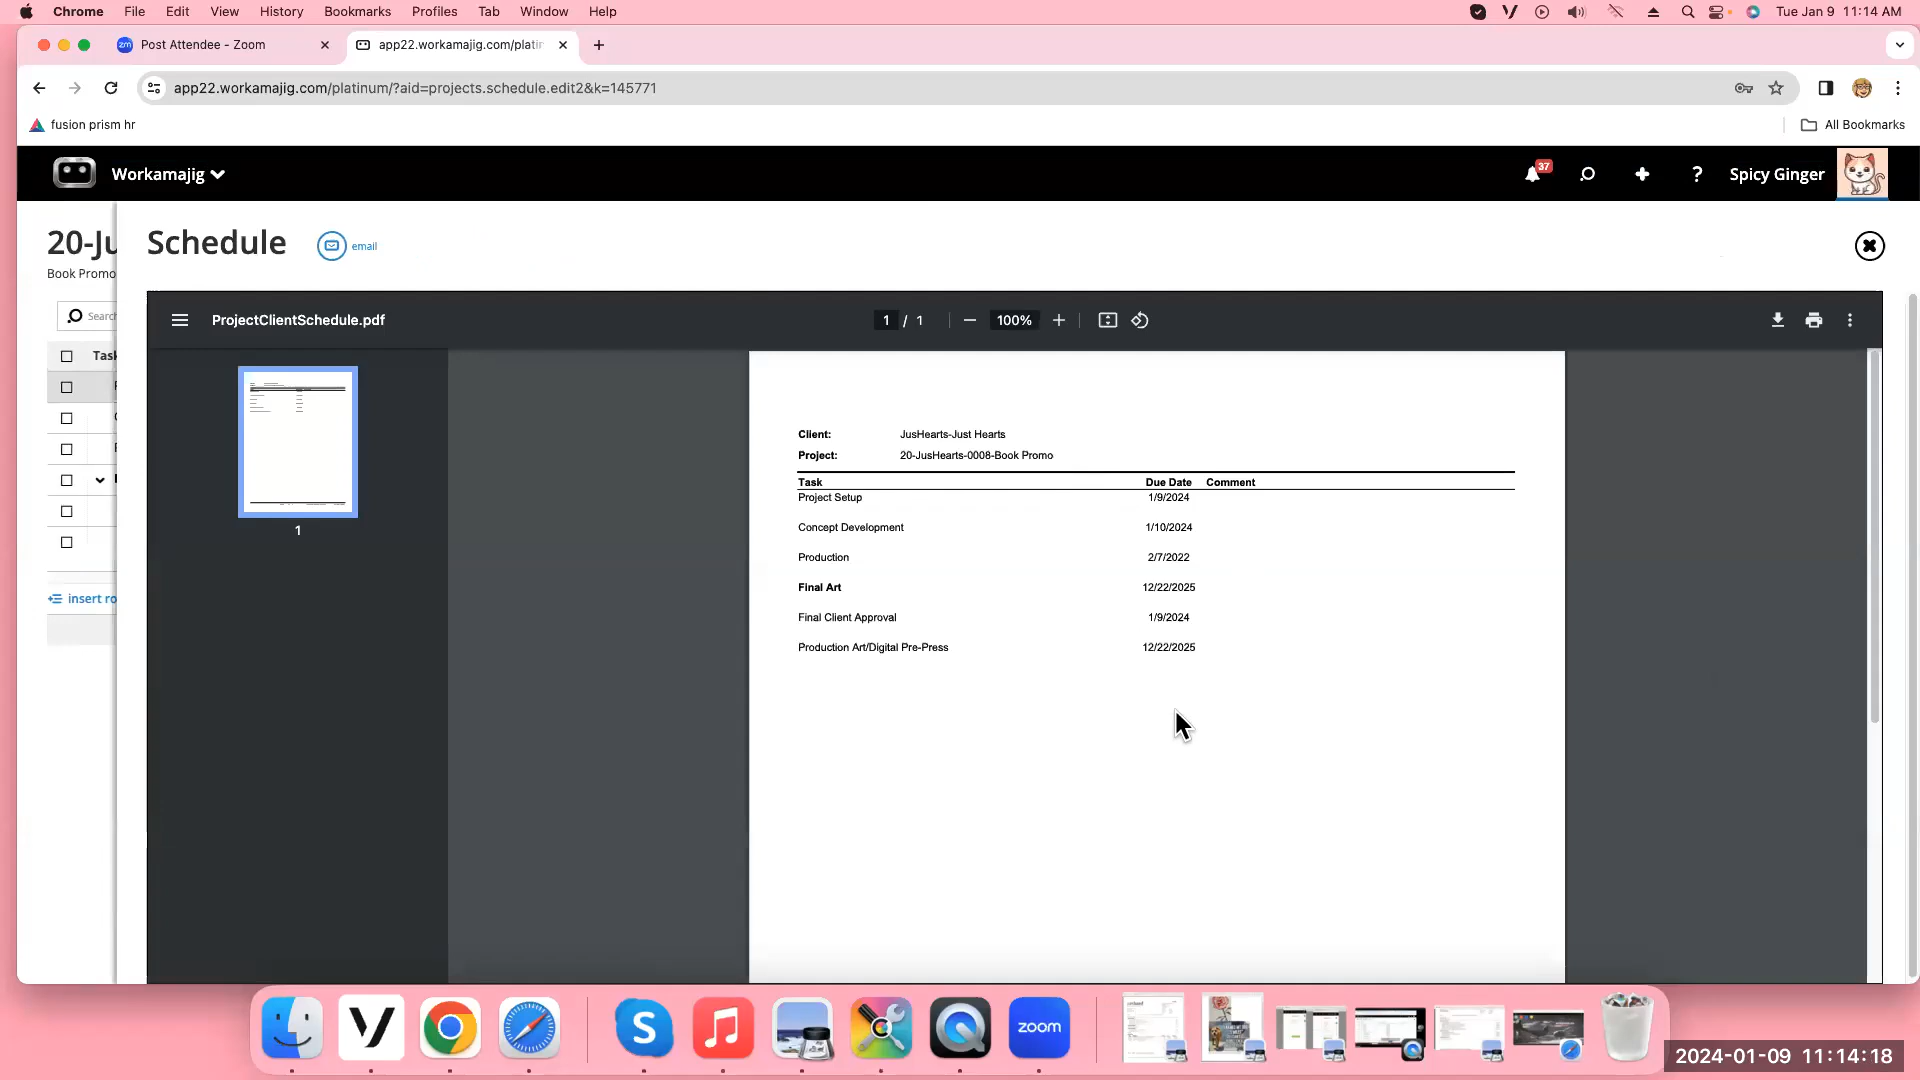 Chrome File Edit View History Bookmarks Profiles Tab Window Help Tue Jan 9 11:14 AM
zm Post Attendee - Zoom app22.workamajig.com/platin
app22.workamajig.com/platinum/?aid=projects.schedule.edit2&k=145771
fusion prism hr All Bookmarks
Workamajig 37 ? Spicy Ginger
20-Ju Schedule email
Book Promo
ProjectClientSchedule.pdf 1 / 1 100%
Search
Task
1
insert ro
Client: JusHearts-Just Hearts
Project: 20-JusHearts-0008-Book Promo
Task Due Date Comment
Project Setup 1/9/2024
Concept Development 1/10/2024
Production 2/7/2022
Final Art 12/22/2025
Final Client Approval 1/9/2024
Production Art/Digital Pre-Press 12/22/2025
zoom
2024-01-09 11:14:18